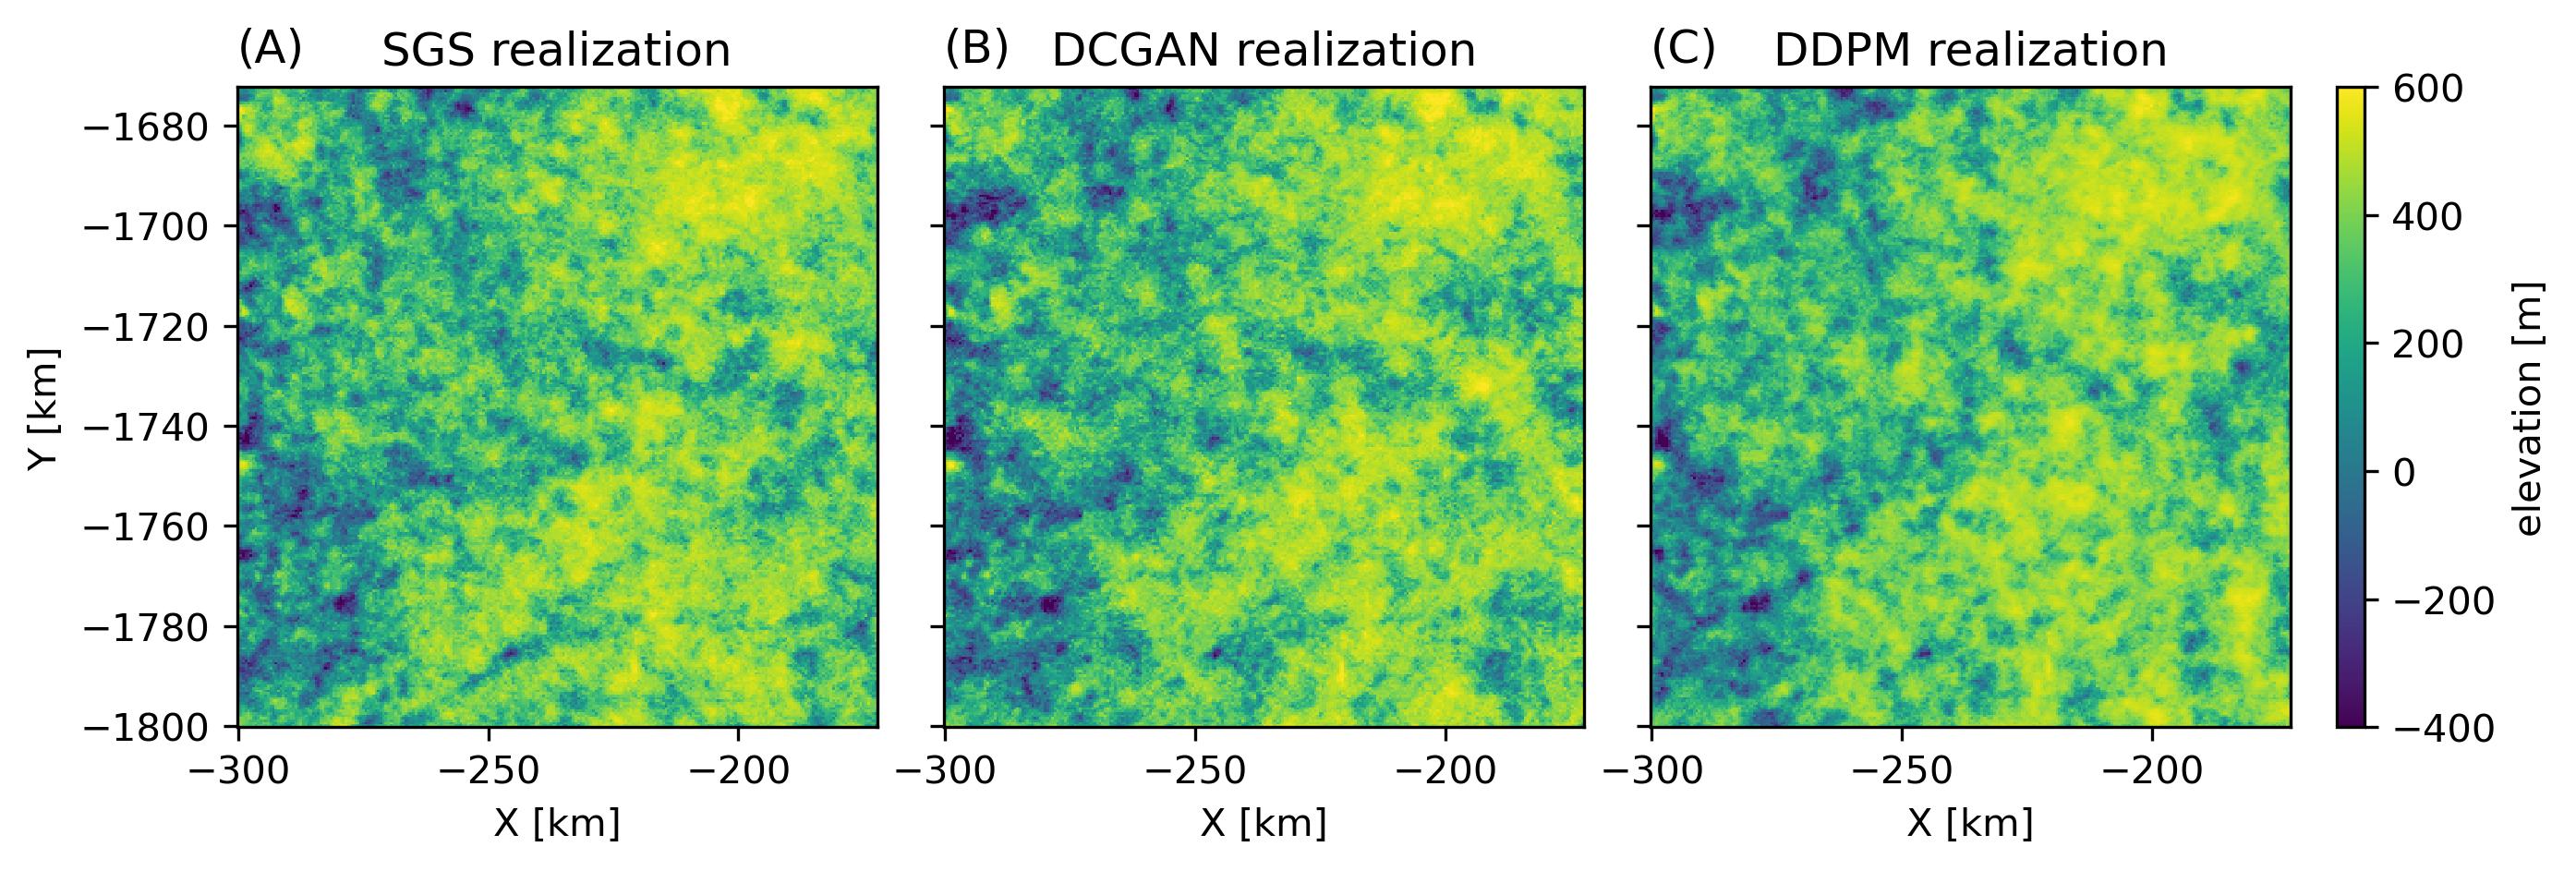 (A) SGS realization
(B) DCGAN realization
(C) DDPM realization
−1680
−1700
−1720
−1740
−1760
−1780
−1800
Y [km]
−300 −250 −200
−300 −250 −200
−300 −250 −200
X [km]
X [km]
X [km]
600
400
200
0
−200
−400
elevation [m]